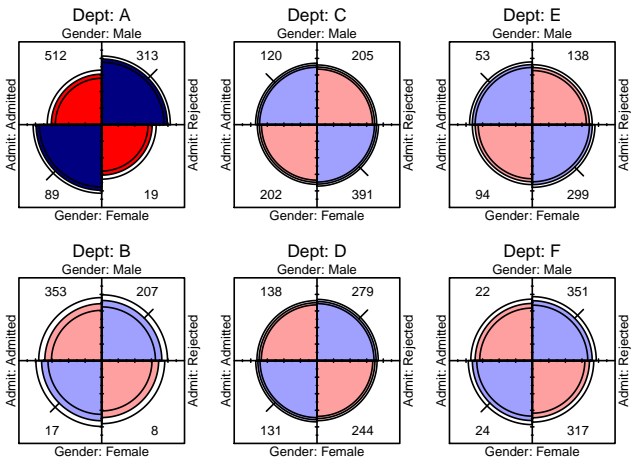 Dept: A
Gender: Male
512 313
Admit: Admitted
Admit: Rejected
89 19
Gender: Female
Dept: C
Gender: Male
120 205
Admit: Admitted
Admit: Rejected
202 391
Gender: Female
Dept: E
Gender: Male
53 138
Admit: Admitted
Admit: Rejected
94 299
Gender: Female
Dept: B
Gender: Male
353 207
Admit: Admitted
Admit: Rejected
17 8
Gender: Female
Dept: D
Gender: Male
138 279
Admit: Admitted
Admit: Rejected
131 244
Gender: Female
Dept: F
Gender: Male
22 351
Admit: Admitted
Admit: Rejected
24 317
Gender: Female